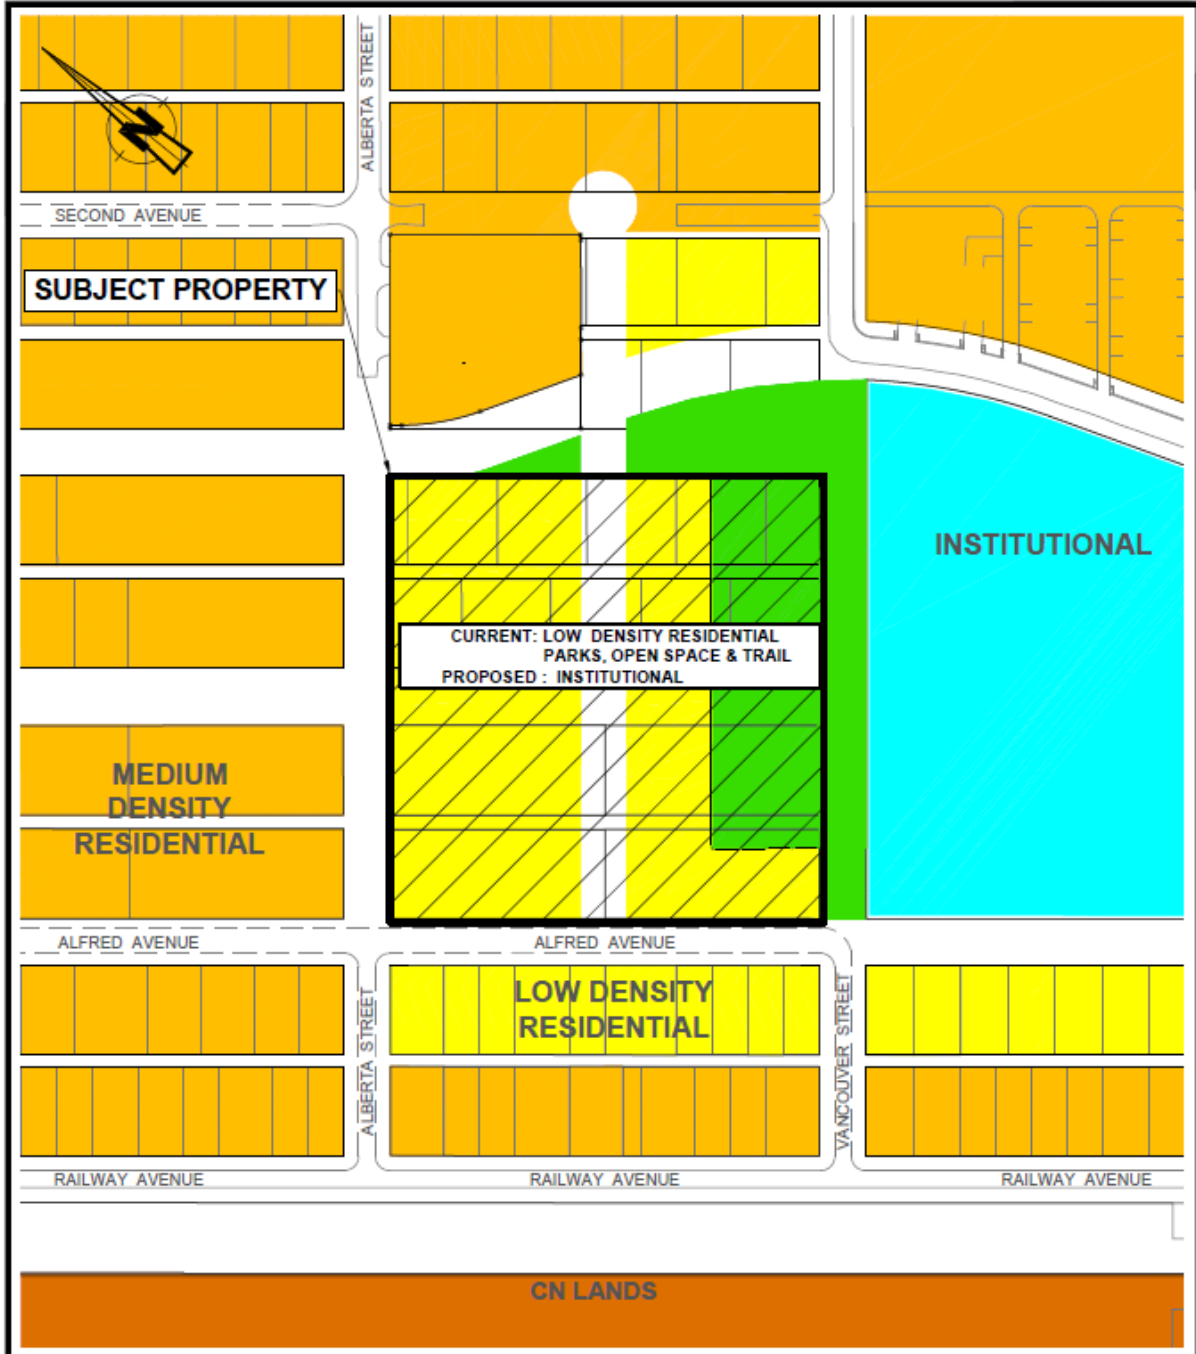 ALBERTA STREET
N
SECOND AVENUE
SUBJECT PROPERTY
INSTITUTIONAL
CURRENT: LOW DENSITY RESIDENTIAL
PARKS, OPEN SPACE & TRAIL
PROPOSED : INSTITUTIONAL
MEDIUM
DENSITY
RESIDENTIAL
ALFRED AVENUE
ALFRED AVENUE
LOW DENSITY
RESIDENTIAL
ALBERTA STREET
VANCOUVER STREET
RAILWAY AVENUE
RAILWAY AVENUE
RAILWAY AVENUE
CN LANDS